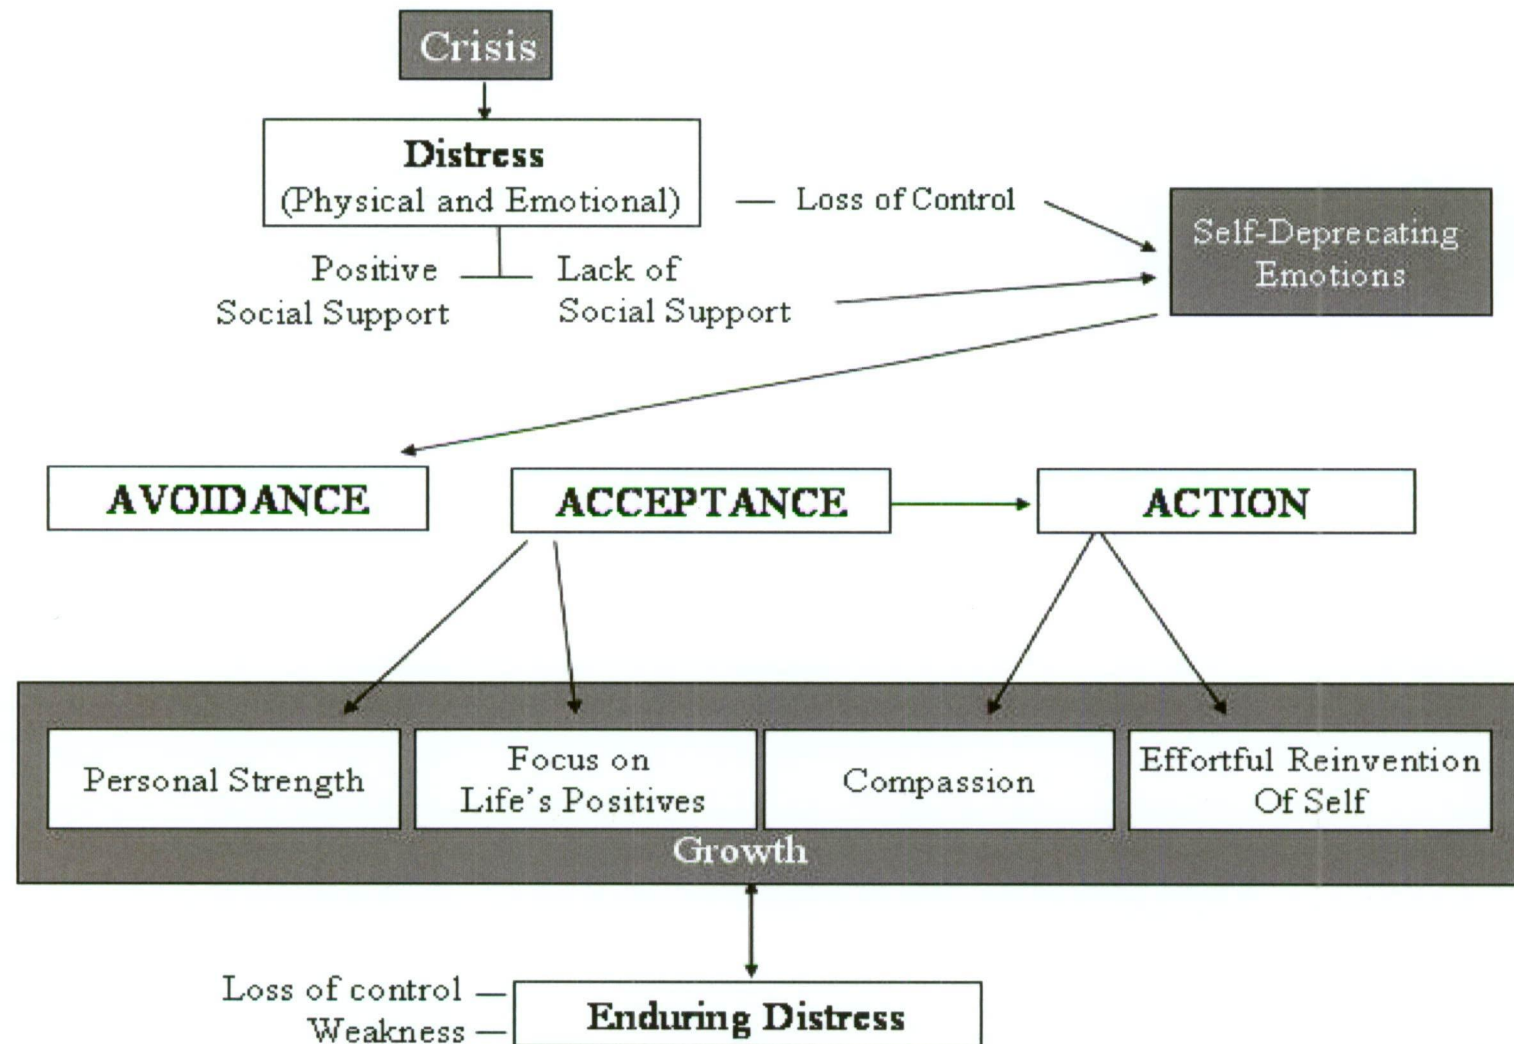 Crisis
Distress
(Physical and Emotional)
Loss of Control
Self-Deprecating
Emotions
Positive
Social Support
Lack of
Social Support
AVOIDANCE
ACCEPTANCE
ACTION
Personal Strength
Focus on
Life's Positives
Compassion
Effortful Reinvention
Of Self
Growth
Loss of control
Weakness
Enduring Distress